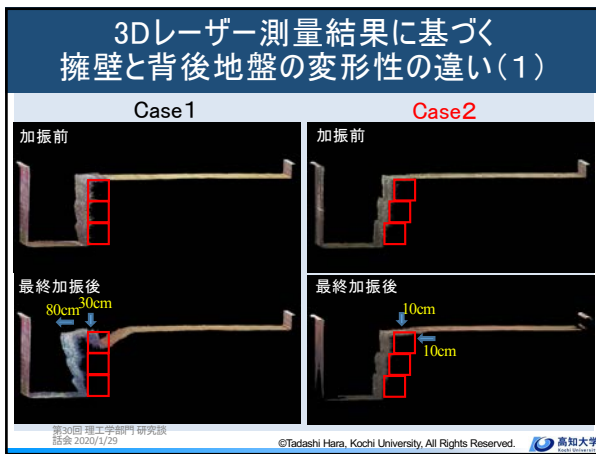 3Dレーザー測量結果に基づく
擁壁と背後地盤の変形性の違い(1)
Case1
Case2
加振前
加振前
最終加振後
80cm
30cm
最終加振後
10cm
10cm
第30回 理工学部門 研究談
話会 2020/1/29
©Tadashi Hara, Kochi University, All Rights Reserved.
高知大学
Kochi University